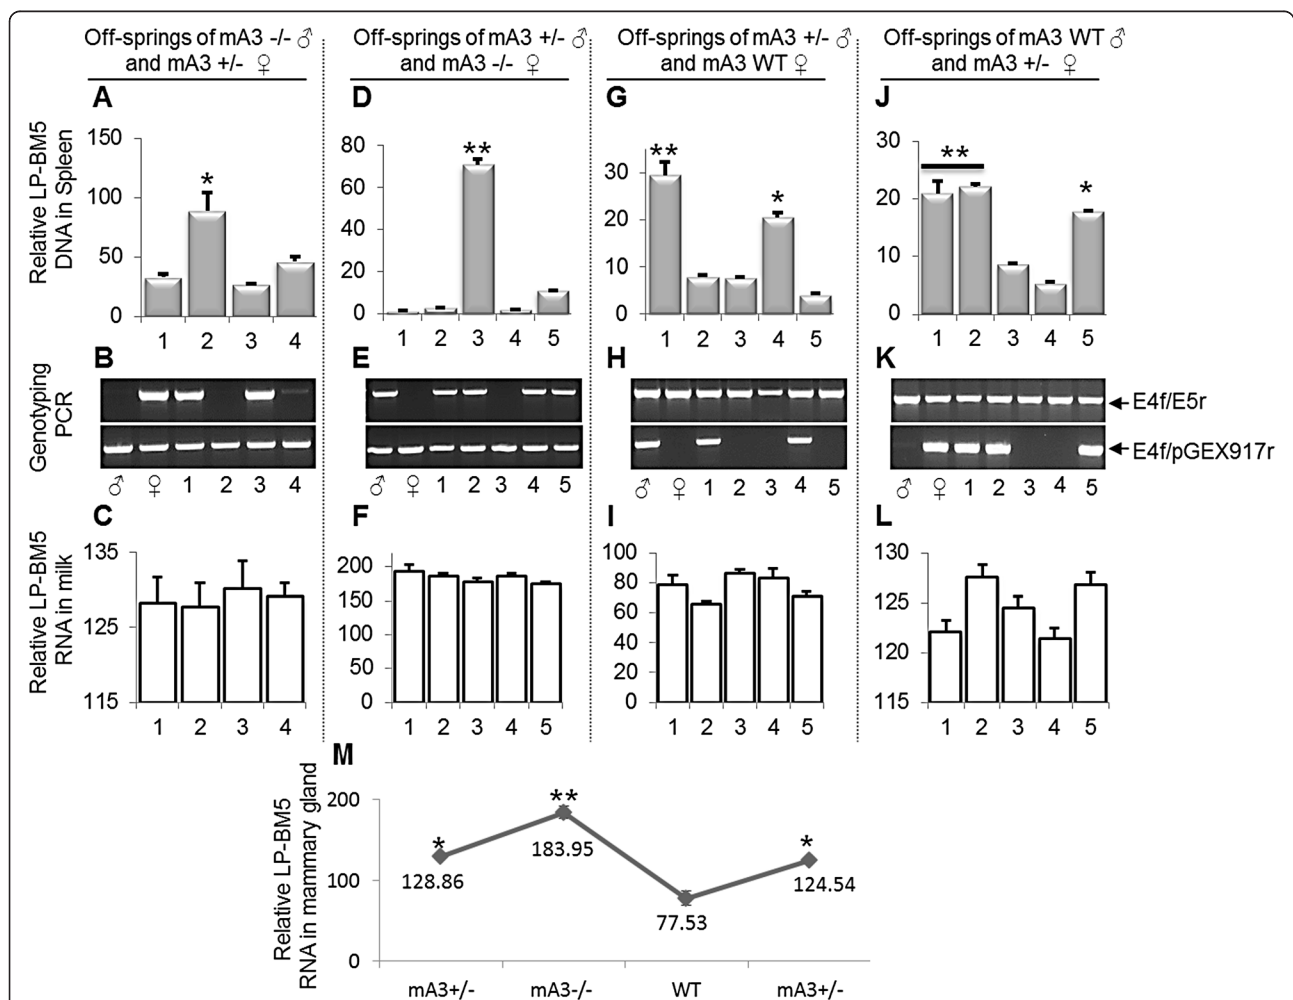 Off-springs of mA3 -/- ♂
and mA3 +/- ♀
Off-springs of mA3 +/- ♂
and mA3 -/- ♀
Off-springs of mA3 +/- ♂
and mA3 WT ♀
Off-springs of mA3 WT ♂
and mA3 +/- ♀
A
Relative LP-BM5
DNA in Spleen
150
100
50
0
*
1 2 3 4
D
80
60
40
20
0
**
1 2 3 4 5
G
30
20
10
0
** *
1 2 3 4 5
J
30
20
10
0
** *
1 2 3 4 5
B
Genotyping
PCR
♂ ♀ 1 2 3 4
E
♂ ♀ 1 2 3 4 5
H
♂ ♀ 1 2 3 4 5
K
E4f/E5r
E4f/pGEX917r
♂ ♀ 1 2 3 4 5
C
Relative LP-BM5
RNA in milk
135
125
115
1 2 3 4
F
200
150
100
50
0
1 2 3 4 5
I
100
80
60
40
20
0
1 2 3 4 5
L
130
125
120
115
1 2 3 4 5
M
Relative LP-BM5
RNA in mammary gland
200
100
0
* ** *
128.86
183.95
77.53
124.54
mA3+/- mA3-/- WT mA3+/-